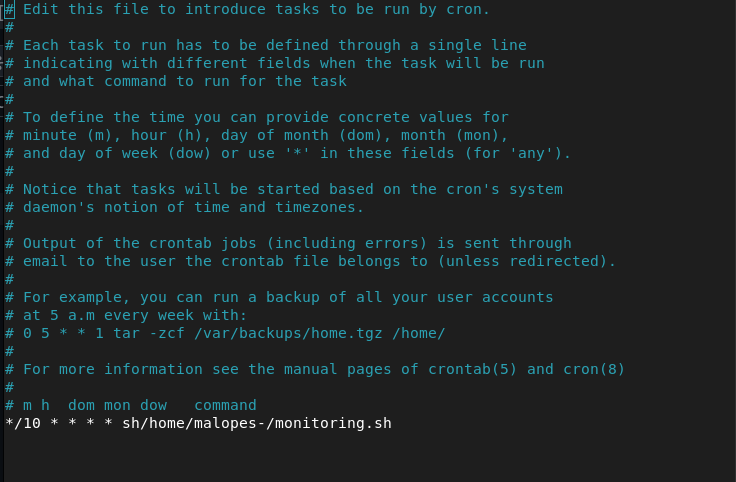 # Edit this file to introduce tasks to be run by cron.
#
# Each task to run has to be defined through a single line
# indicating with different fields when the task will be run
# and what command to run for the task
#
# To define the time you can provide concrete values for
# minute (m), hour (h), day of month (dom), month (mon),
# and day of week (dow) or use '*' in these fields (for 'any').
#
# Notice that tasks will be started based on the cron's system
# daemon's notion of time and timezones.
#
# Output of the crontab jobs (including errors) is sent through
# email to the user the crontab file belongs to (unless redirected).
#
# For example, you can run a backup of all your user accounts
# at 5 a.m every week with:
# 0 5 * * 1 tar -zcf /var/backups/home.tgz /home/
#
# For more information see the manual pages of crontab(5) and cron(8)
#
# m h  dom mon dow   command
*/10 * * * * sh/home/malopes-/monitoring.sh